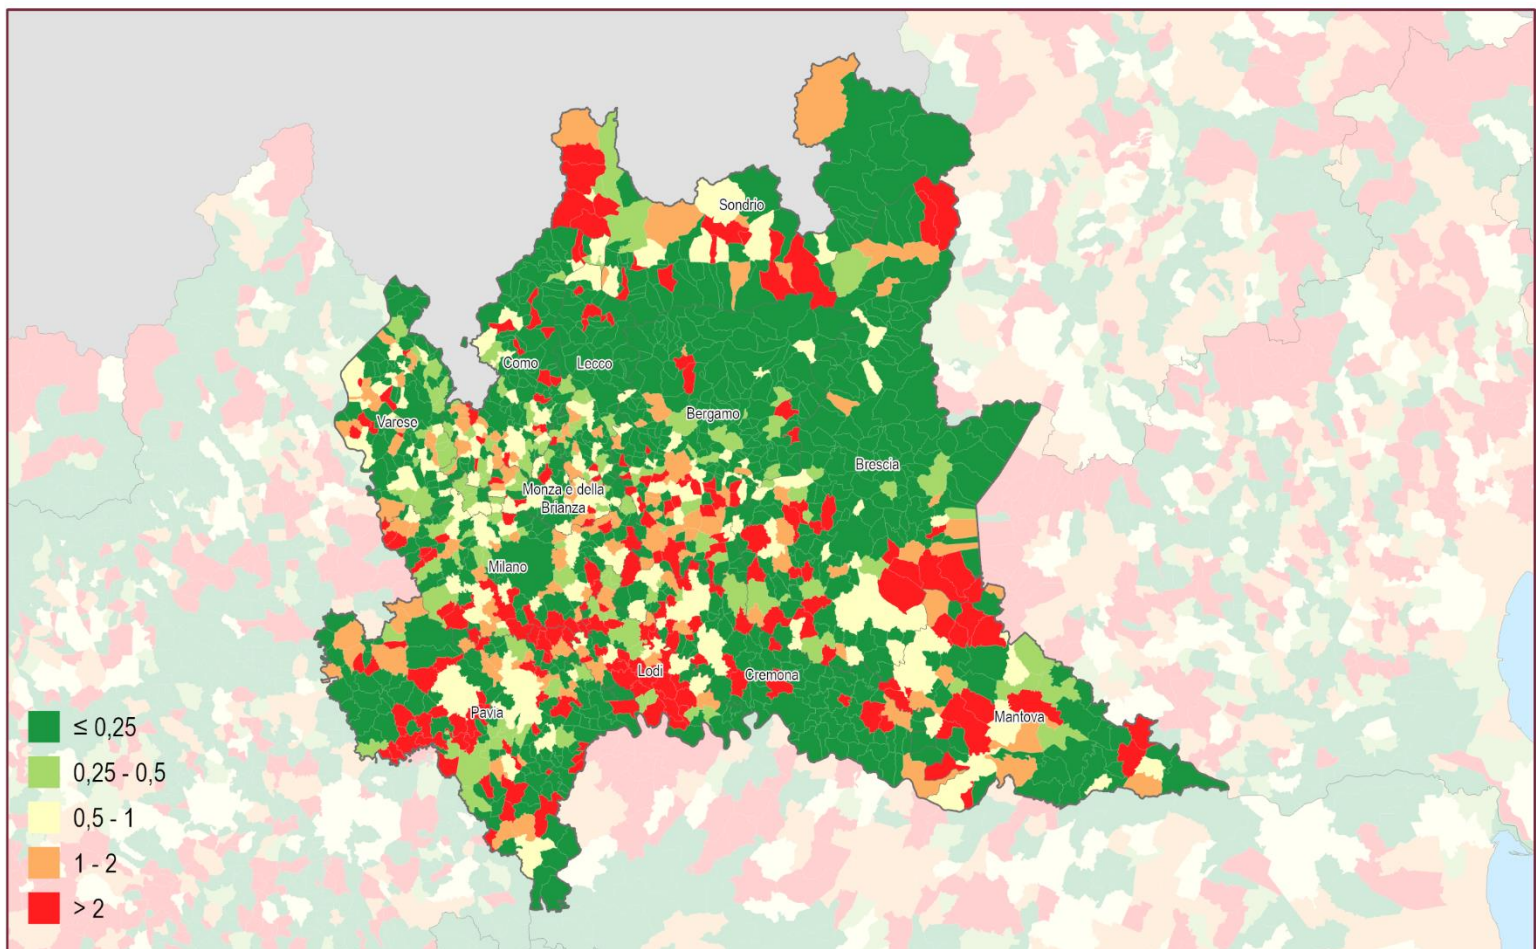 Sondrio
Como
Lecco
Bergamo
Varese
Brescia
Monza e della
Brianza
Milano
Lodi
Cremona
Pavia
Mantova
≤ 0,25
0,25 - 0,5
0,5 - 1
1 - 2
> 2